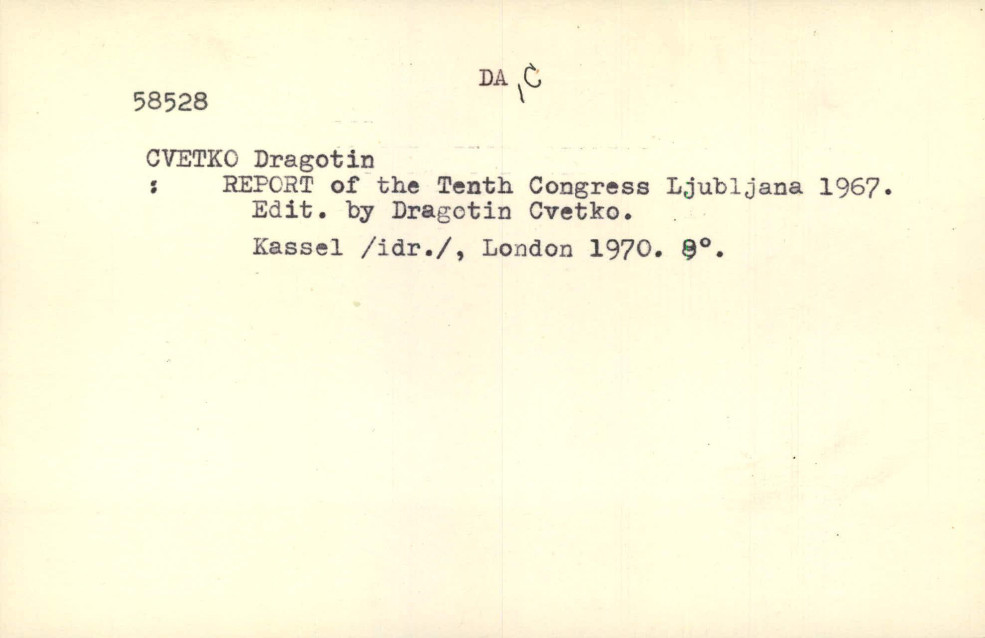 DA, C
58528
CVETKO Dragotin
: REPORT of the Tenth Congress Ljubljana 1967.
Edit. by Dragotin Cvetko.
Kassel /idr./, London 1970. 8°.